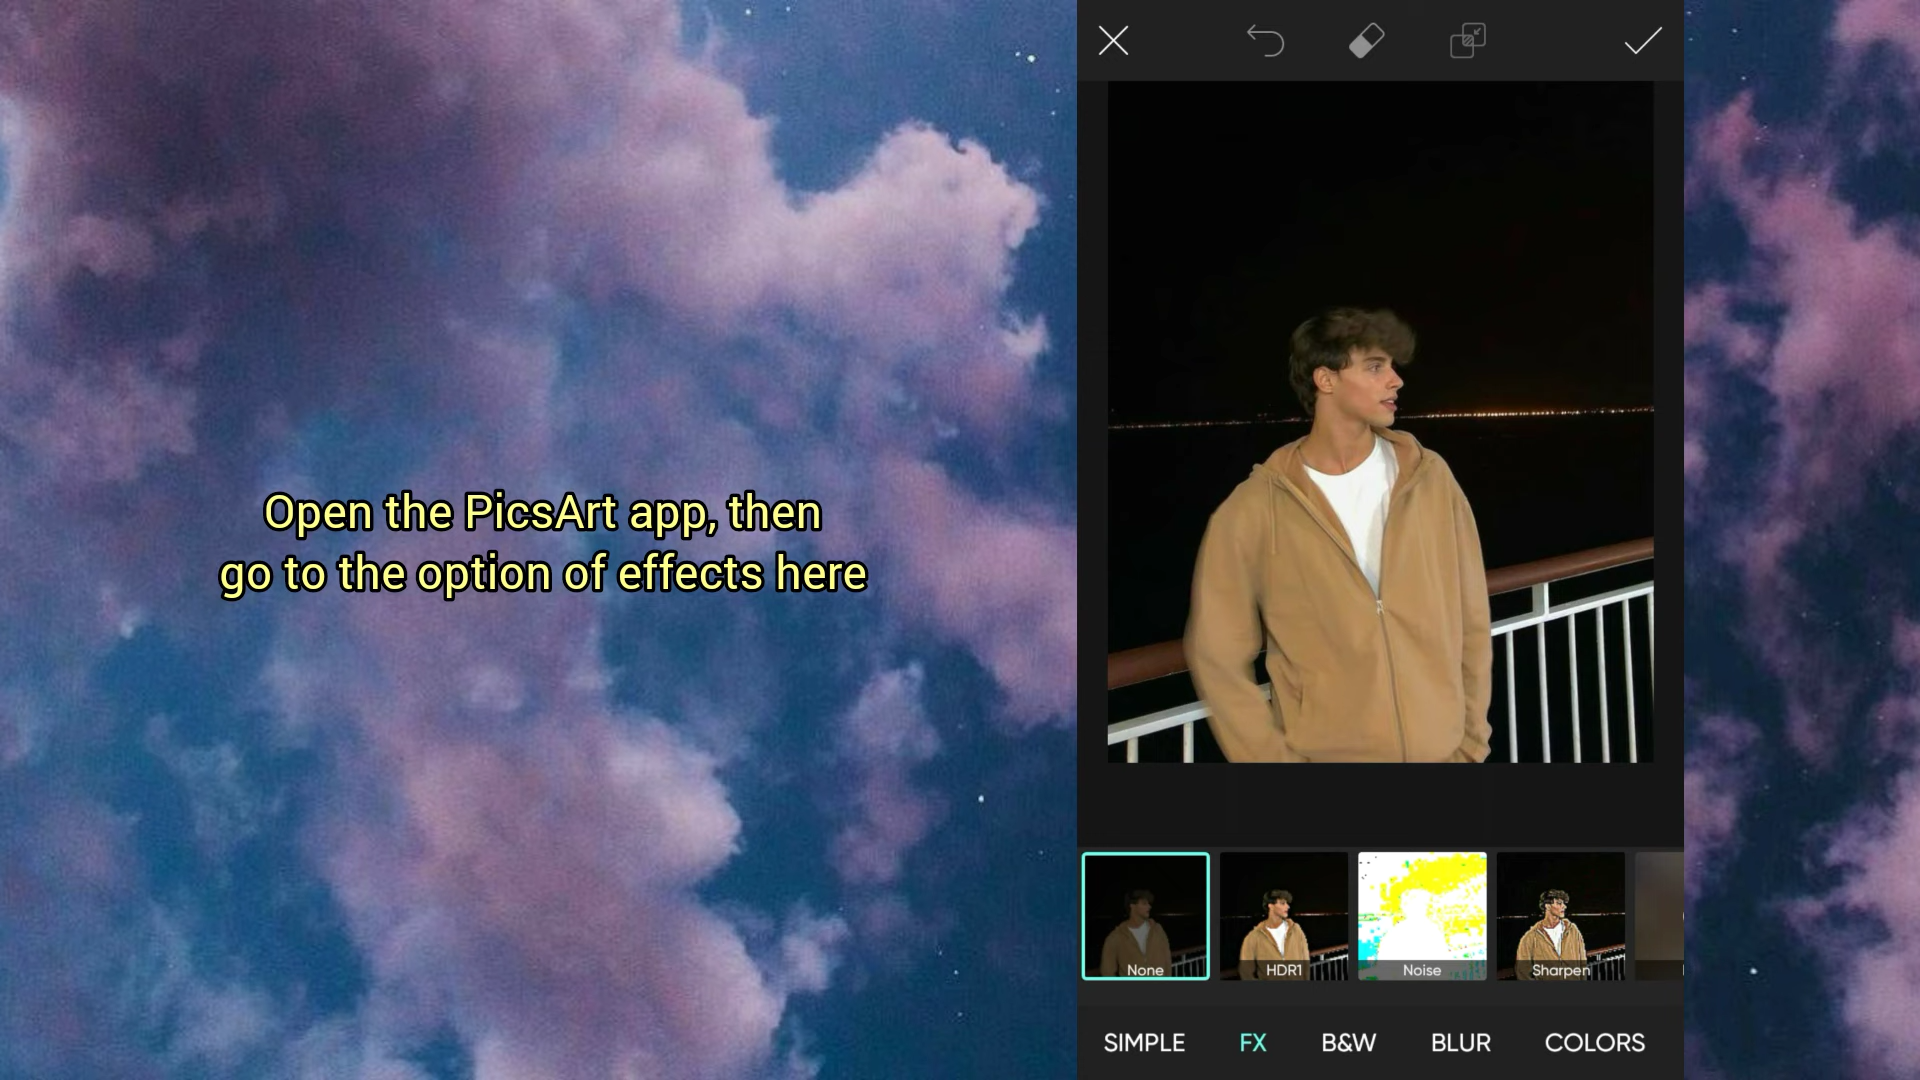 Open the PicsArt app, then
go to the option of effects here
None
HDR1
Noise
Sharpen
SIMPLE
FX
B&W
BLUR
COLORS